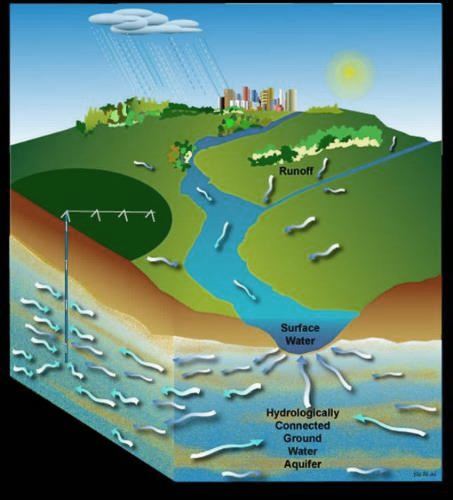 Runoff
Surface
Water
Hydrologically
Connected
Ground
Water
Aquifer